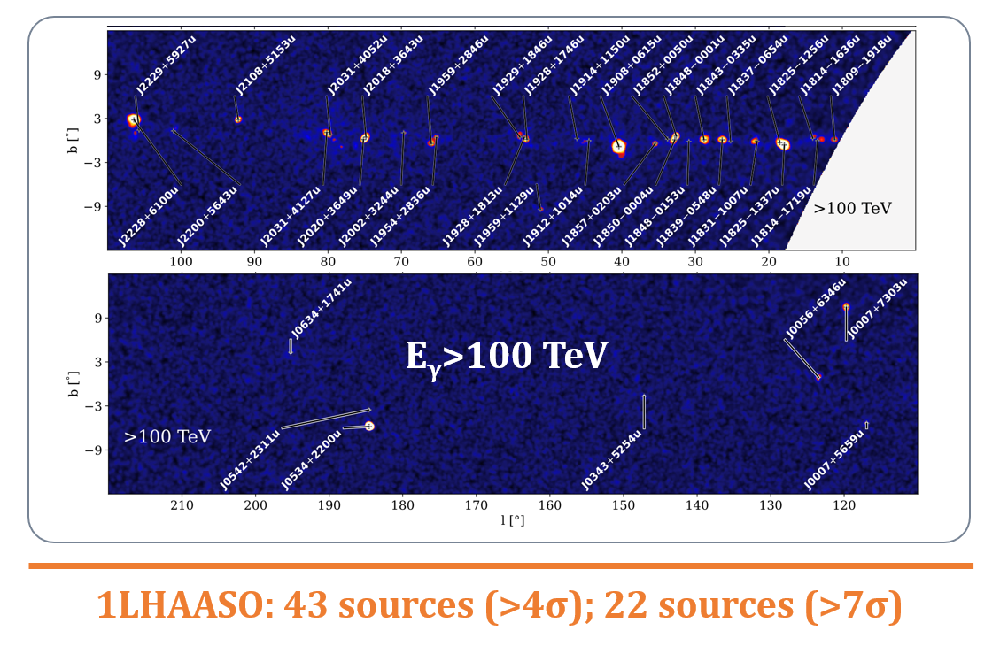 J2229+5927u J2108+5153u J2031+4052u J2018+3643u J1959+2846u J1929+1846u J1928+1746u J1914+1150u J1908+0615u J1852+0050u J1848−0001u J1843−0335u J1837−0654u J1825−1256u J1814−1636u J1809−1918u
9
3
−3
−9
b [°]
J2228+6100u J2200+5643u J2031+4127u J2020+3649u J2002+3244u J1954+2836u J1928+1813u J1959+1129u J1912+1014u J1857+0203u J1850−0004u J1848−0153u J1839−0548u J1831−1007u J1825−1337u J1814−1719u
>100 TeV
100 90 80 70 60 50 40 30 20 10
J0634+1741u J0056+6346u J0007+7303u
9
3
−3
−9
b [°]
Eγ>100 TeV
>100 TeV
J0542+2311u J0534+2200u J0343+5254u J0007+5659u
210 200 190 180 170 160 150 140 130 120
l [°]
1LHAASO: 43 sources (>4σ); 22 sources (>7σ)